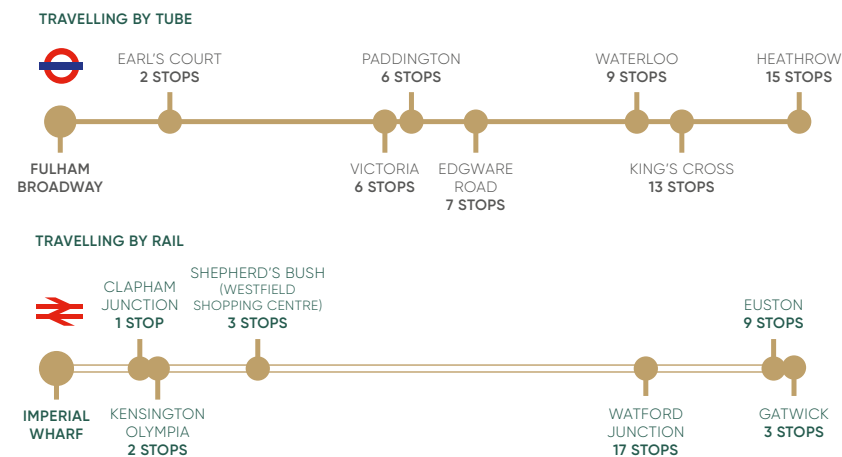 TRAVELLING BY TUBE
EARL'S COURT
2 STOPS
PADDINGTON
6 STOPS
WATERLOO
9 STOPS
HEATHROW
15 STOPS
FULHAM
BROADWAY
VICTORIA
6 STOPS
EDGWARE
ROAD
7 STOPS
KING'S CROSS
13 STOPS
TRAVELLING BY RAIL
CLAPHAM
JUNCTION
1 STOP
SHEPHERD'S BUSH
(WESTFIELD
SHOPPING CENTRE)
3 STOPS
EUSTON
9 STOPS
IMPERIAL
WHARF
KENSINGTON
OLYMPIA
2 STOPS
WATFORD
JUNCTION
17 STOPS
GATWICK
3 STOPS